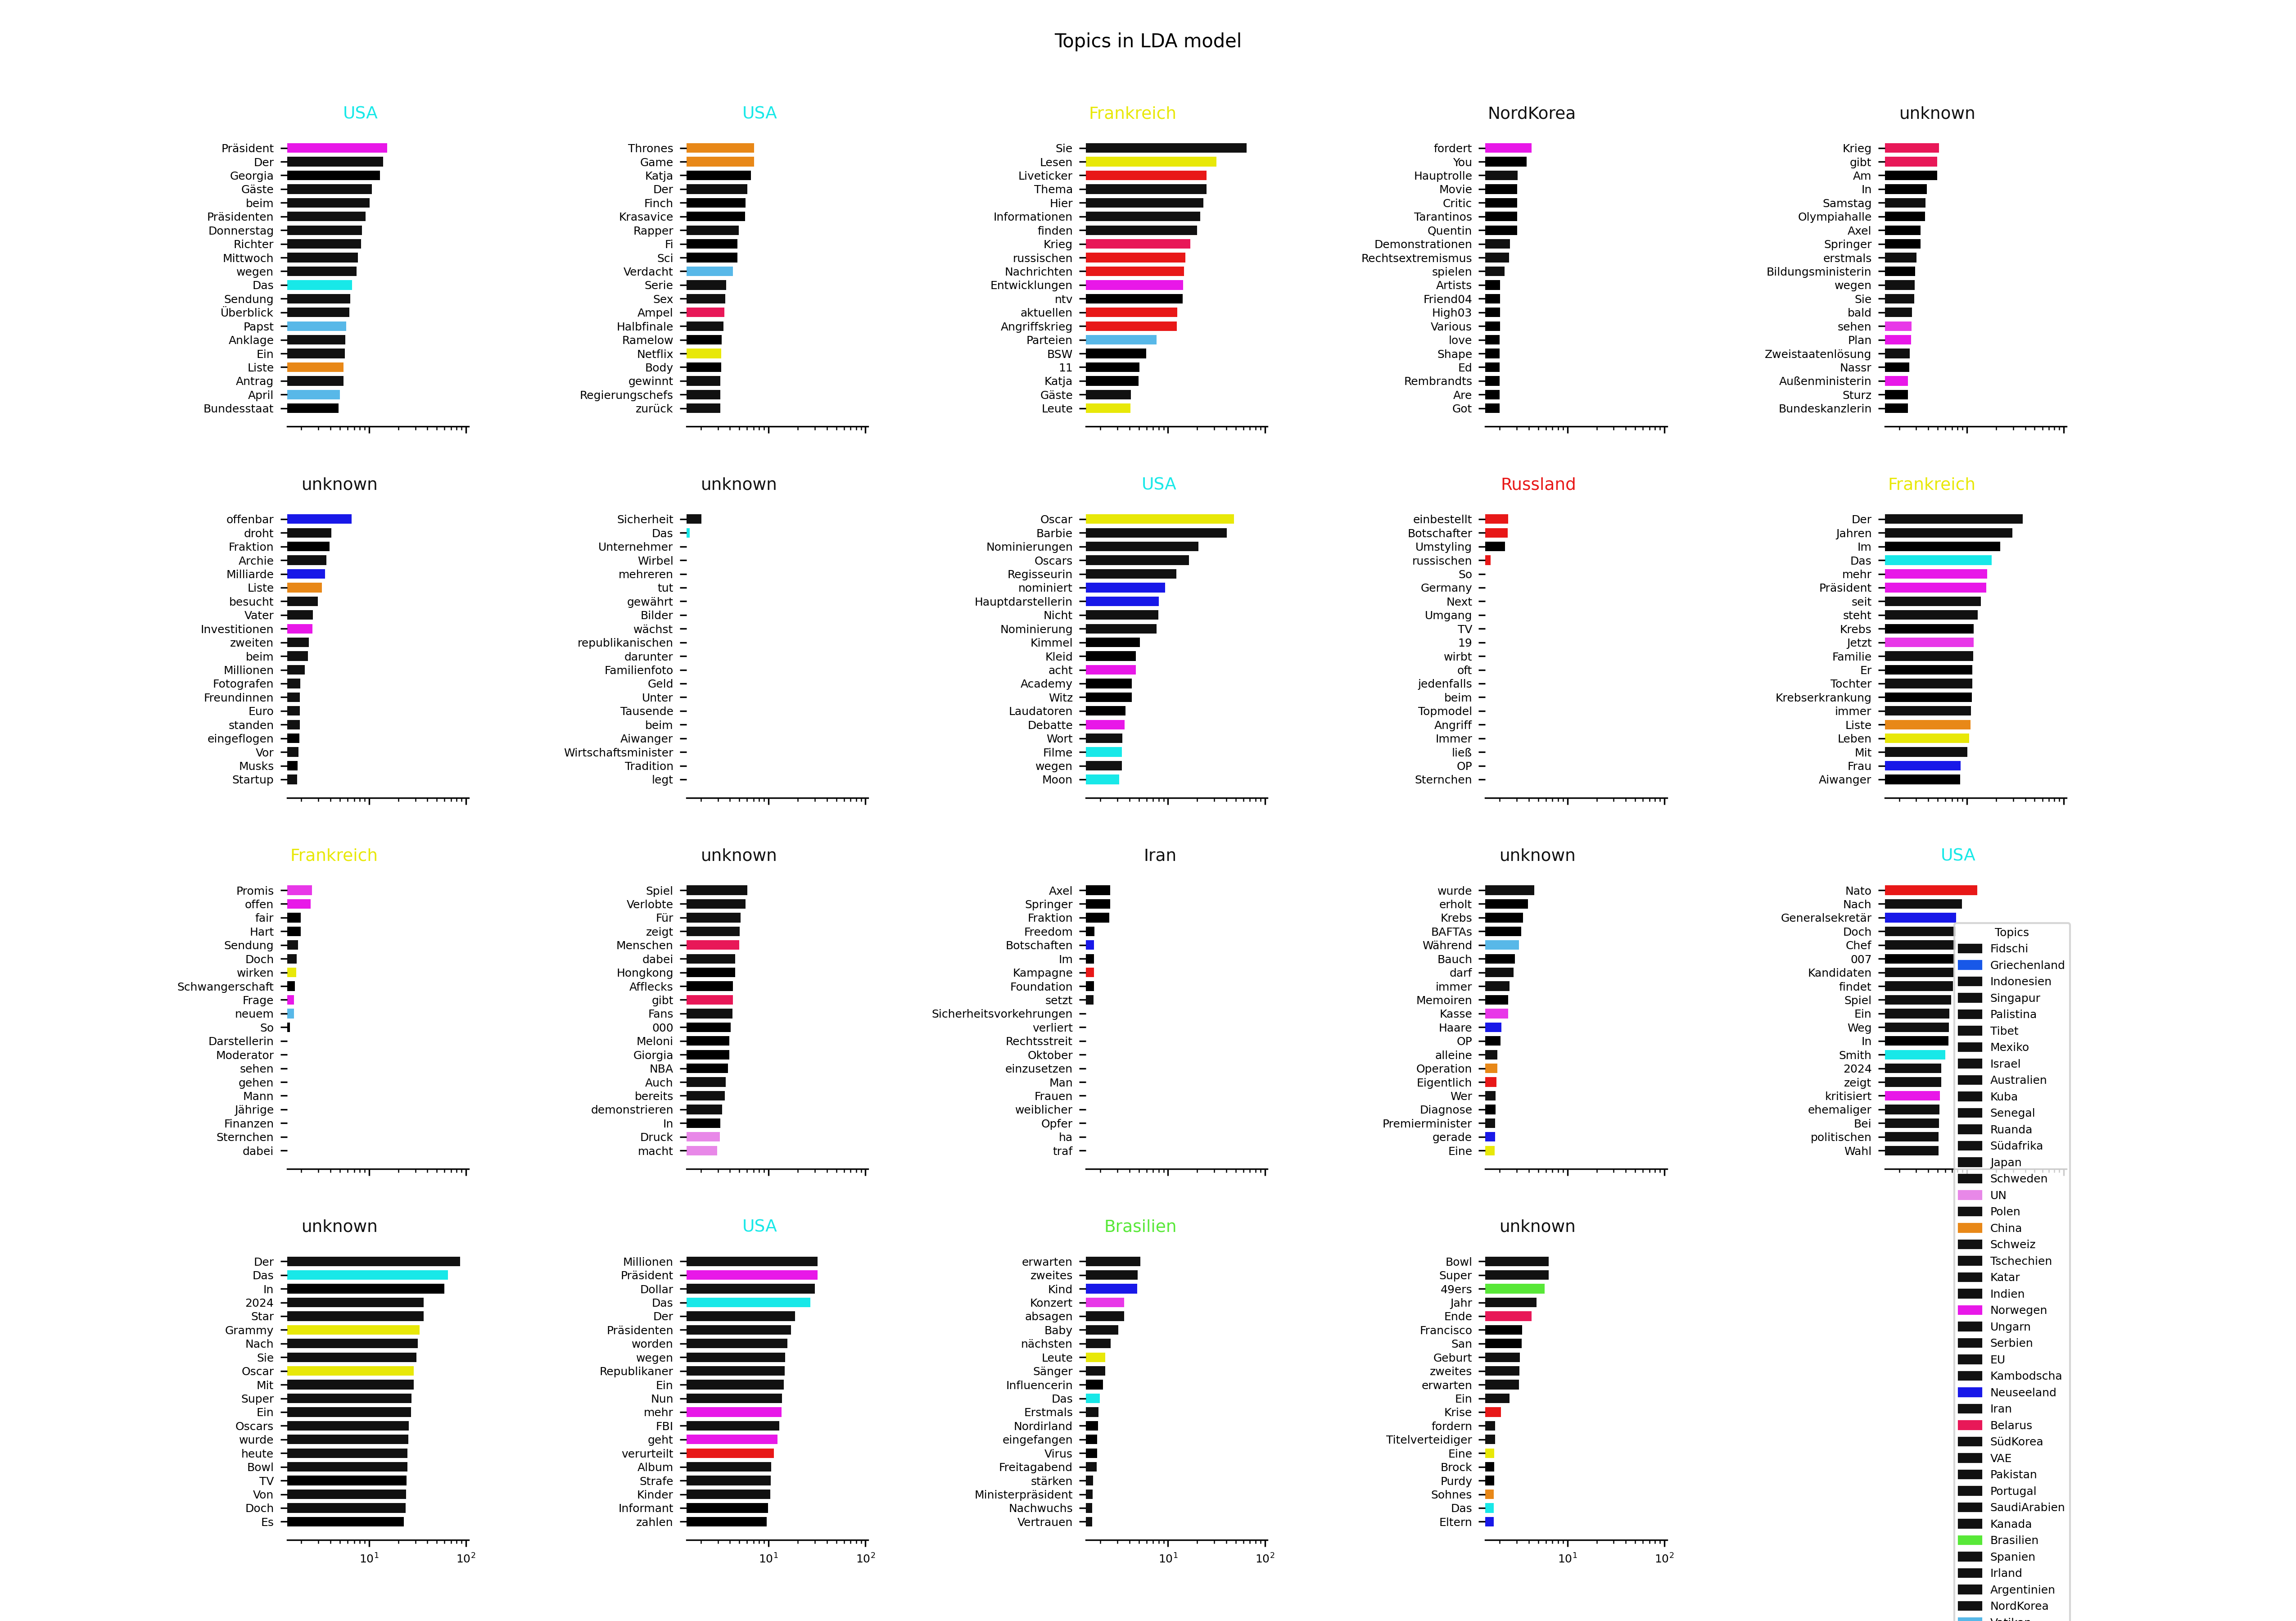 Topics in LDA model
USA
Präsident
Der
Georgia
Gäste
beim
Präsidenten
Donnerstag
Richter
Mittwoch
wegen
Das
Sendung
Überblick
Papst
Anklage
Ein
Liste
Antrag
April
Bundesstaat
USA
Thrones
Game
Katja
Der
Finch
Krasavice
Rapper
Fi
Sci
Verdacht
Serie
Sex
Ampel
Halbfinale
Ramelow
Netflix
Body
gewinnt
Regierungschefs
zurück
Frankreich
Sie
Lesen
Liveticker
Thema
Hier
Informationen
finden
Krieg
russischen
Nachrichten
Entwicklungen
ntv
aktuellen
Angriffskrieg
Parteien
BSW
11
Katja
Gäste
Leute
NordKorea
fordert
You
Hauptrolle
Movie
Critic
Tarantinos
Quentin
Demonstrationen
Rechtsextremismus
spielen
Artists
Friend04
High03
Various
love
Shape
Ed
Rembrandts
Are
Got
unknown
Krieg
gibt
Am
In
Samstag
Olympiahalle
Axel
Springer
erstmals
Bildungsministerin
wegen
Sie
bald
sehen
Plan
Zweistaatenlösung
Nassr
Außenministerin
Sturz
Bundeskanzlerin
unknown
offenbar
droht
Fraktion
Archie
Milliarde
Liste
besucht
Vater
Investitionen
zweiten
beim
Millionen
Fotografen
Freundinnen
Euro
standen
eingeflogen
Vor
Musks
Startup
unknown
Sicherheit
Das
Unternehmer
Wirbel
mehreren
tut
gewährt
Bilder
wächst
republikanischen
darunter
Familienfoto
Geld
Unter
Tausende
beim
Aiwanger
Wirtschaftsminister
Tradition
legt
USA
Oscar
Barbie
Nominierungen
Oscars
Regisseurin
nominiert
Hauptdarstellerin
Nicht
Nominierung
Kimmel
Kleid
acht
Academy
Witz
Laudatoren
Debatte
Wort
Filme
wegen
Moon
Russland
einbestellt
Botschafter
Umstyling
russischen
So
Germany
Next
Umgang
TV
19
wirbt
oft
jedenfalls
beim
Topmodel
Angriff
Immer
ließ
OP
Sternchen
Frankreich
Der
Jahren
Im
Das
mehr
Präsident
seit
steht
Krebs
Jetzt
Familie
Er
Tochter
Krebserkrankung
immer
Liste
Leben
Mit
Frau
Aiwanger
Frankreich
Promis
offen
fair
Hart
Sendung
Doch
wirken
Schwangerschaft
Frage
neuem
So
Darstellerin
Moderator
sehen
gehen
Mann
Jährige
Finanzen
Sternchen
dabei
unknown
Spiel
Verlobte
Für
zeigt
Menschen
dabei
Hongkong
Afflecks
gibt
Fans
000
Meloni
Giorgia
NBA
Auch
bereits
demonstrieren
In
Druck
macht
Iran
Axel
Springer
Fraktion
Freedom
Botschaften
Im
Kampagne
Foundation
setzt
Sicherheitsvorkehrungen
verliert
Rechtsstreit
Oktober
einzusetzen
Man
Frauen
weiblicher
Opfer
ha
traf
unknown
wurde
erholt
Krebs
BAFTAs
Während
Bauch
darf
immer
Memoiren
Kasse
Haare
OP
alleine
Operation
Eigentlich
Wer
Diagnose
Premierminister
gerade
Eine
USA
Nato
Nach
Generalsekretär
Doch
Chef
007
Kandidaten
findet
Spiel
Ein
Weg
In
Smith
2024
zeigt
kritisiert
ehemaliger
Bei
politischen
Wahl
unknown
Der
Das
In
2024
Star
Grammy
Nach
Sie
Oscar
Mit
Super
Ein
Oscars
wurde
heute
Bowl
TV
Von
Doch
Es
10¹ 10²
USA
Millionen
Präsident
Dollar
Das
Der
Präsidenten
worden
wegen
Republikaner
Ein
Nun
mehr
FBI
geht
verurteilt
Album
Strafe
Kinder
Informant
zahlen
10¹ 10²
Brasilien
erwarten
zweites
Kind
Konzert
absagen
Baby
nächsten
Leute
Sänger
Influencerin
Das
Erstmals
Nordirland
eingefangen
Virus
Freitagabend
stärken
Ministerpräsident
Nachwuchs
Vertrauen
10¹ 10²
unknown
Bowl
Super
49ers
Jahr
Ende
Francisco
San
Geburt
zweites
erwarten
Ein
Krise
fordern
Titelverteidiger
Eine
Brock
Purdy
Sohnes
Das
Eltern
10¹ 10²
Topics
Fidschi
Griechenland
Indonesien
Singapur
Palistina
Tibet
Mexiko
Israel
Australien
Kuba
Senegal
Ruanda
Südafrika
Japan
Schweden
UN
Polen
China
Schweiz
Tschechien
Katar
Indien
Norwegen
Ungarn
Serbien
EU
Kambodscha
Neuseeland
Iran
Belarus
SüdKorea
VAE
Pakistan
Portugal
SaudiArabien
Kanada
Brasilien
Spanien
Irland
Argentinien
NordKorea